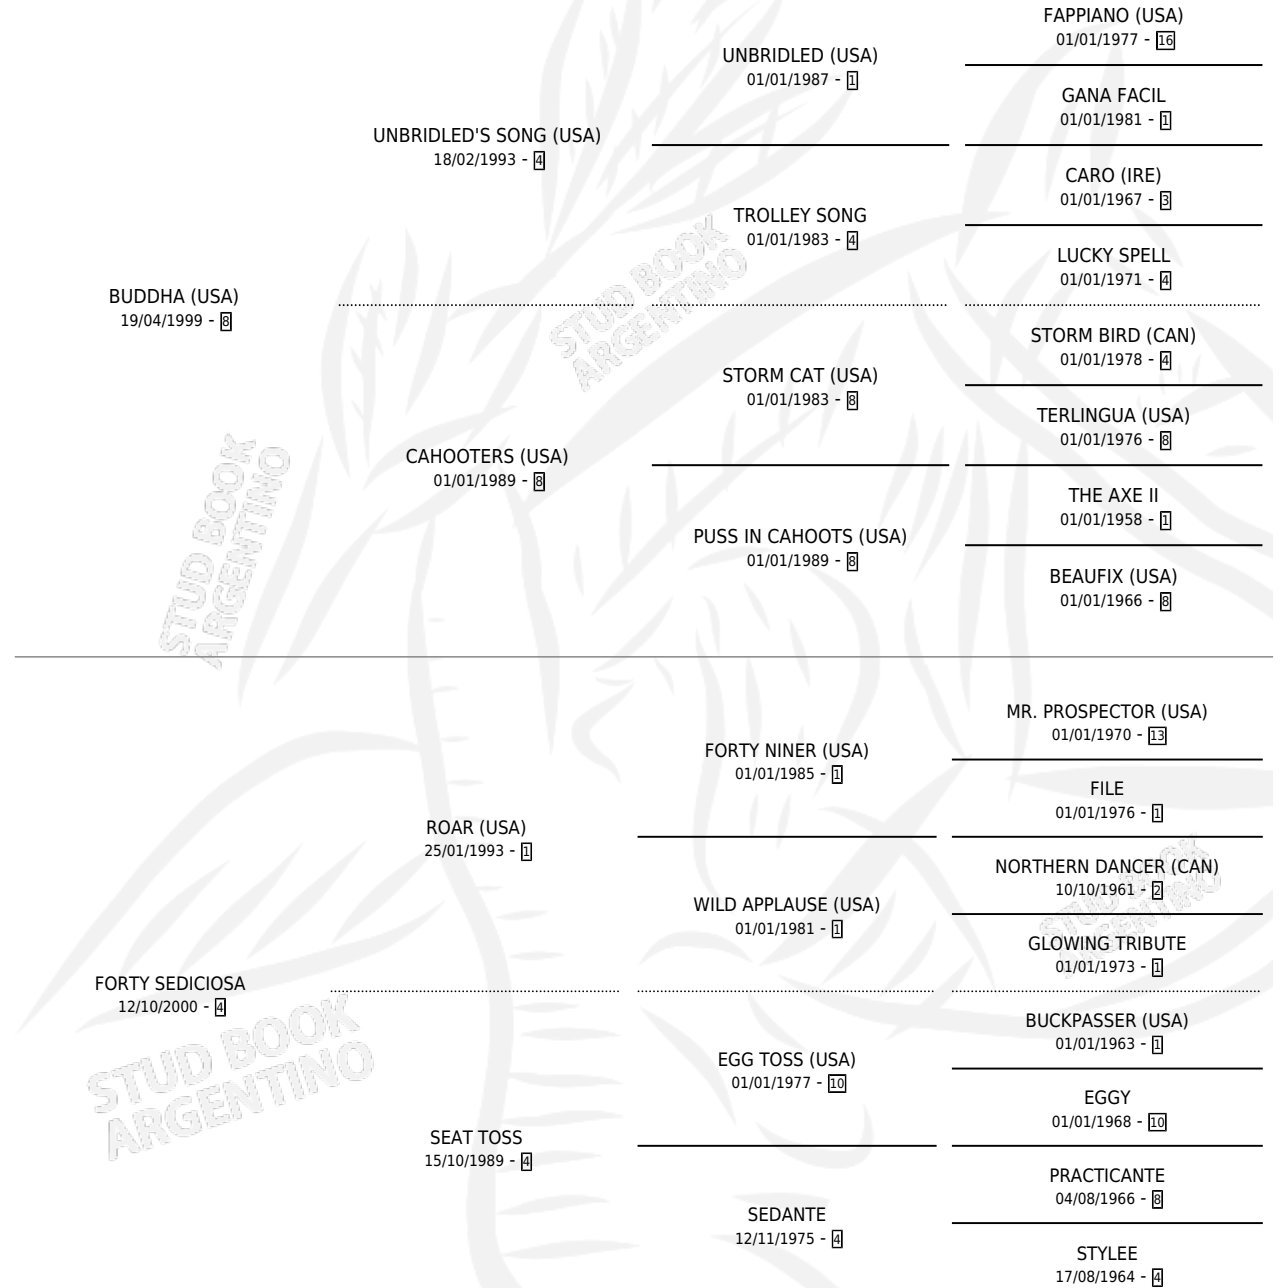 FAPPIANO (USA)
01/01/1977 - 16
UNBRIDLED (USA)
01/01/1987 - 1
GANA FACIL
01/01/1981 - 1
UNBRIDLED'S SONG (USA)
18/02/1993 - 4
CARO (IRE)
01/01/1967 - 3
TROLLEY SONG
01/01/1983 - 4
LUCKY SPELL
01/01/1971 - 4
BUDDHA (USA)
19/04/1999 - 8
STUD BOOK
ARGENTINO
STORM BIRD (CAN)
01/01/1978 - 4
STORM CAT (USA)
01/01/1983 - 8
TERLINGUA (USA)
01/01/1976 - 8
CAHOOTERS (USA)
01/01/1989 - 8
THE AXE II
01/01/1958 - 1
PUSS IN CAHOOTS (USA)
01/01/1989 - 8
BEAUFIX (USA)
01/01/1966 - 8
STUD BOOK
ARGENTINO
MR. PROSPECTOR (USA)
01/01/1970 - 13
FORTY NINER (USA)
01/01/1985 - 1
FILE
01/01/1976 - 1
ROAR (USA)
25/01/1993 - 1
NORTHERN DANCER (CAN)
10/10/1961 - 2
WILD APPLAUSE (USA)
01/01/1981 - 1
STUD BOOK
ARGENTINO
GLOWING TRIBUTE
01/01/1973 - 1
FORTY SEDICIOSA
12/10/2000 - 4
STUD BOOK
ARGENTINO
BUCKPASSER (USA)
01/01/1963 - 1
EGG TOSS (USA)
01/01/1977 - 10
EGGY
01/01/1968 - 10
SEAT TOSS
15/10/1989 - 4
PRACTICANTE
04/08/1966 - 8
SEDANTE
12/11/1975 - 4
STYLEE
17/08/1964 - 4